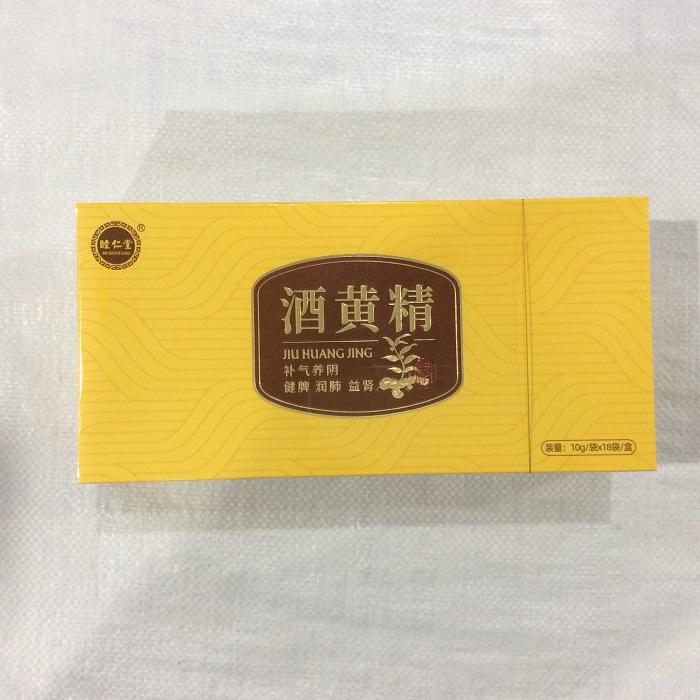 睦仁堂
MURENTANG
®
酒黄精
JIU HUANG JING
补气养阴
健脾 润肺 益肾
装量：10g/袋x18袋/盒